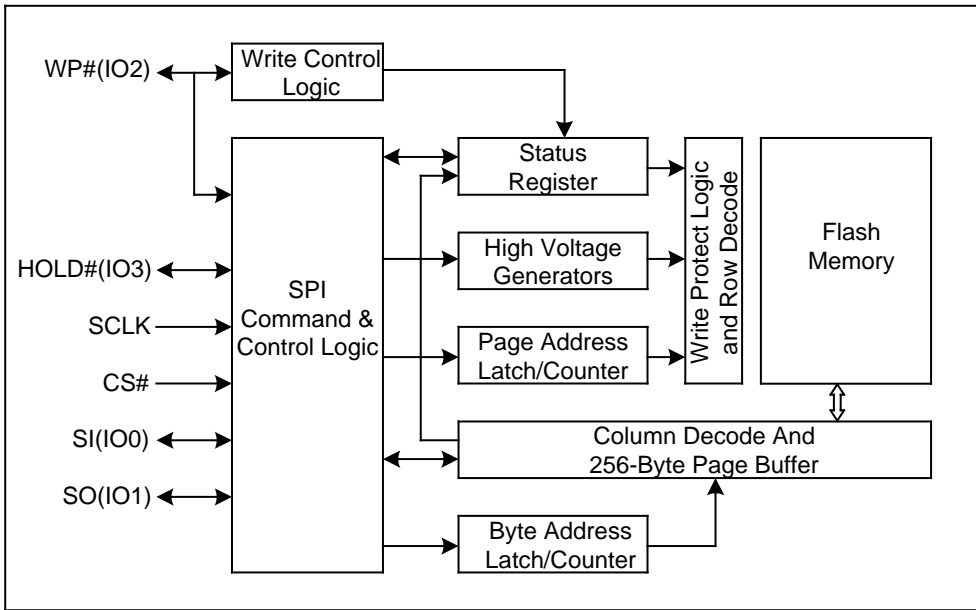 WP#(IO2)
Write Control
Logic
Status
Register
Flash
Memory
HOLD#(IO3)
High Voltage
Generators
Write Protect Logic
and Row Decode
SPI
Command &
Control Logic
SCLK
Page Address
Latch/Counter
CS#
SI(IO0)
Column Decode And
256-Byte Page Buffer
SO(IO1)
Byte Address
Latch/Counter